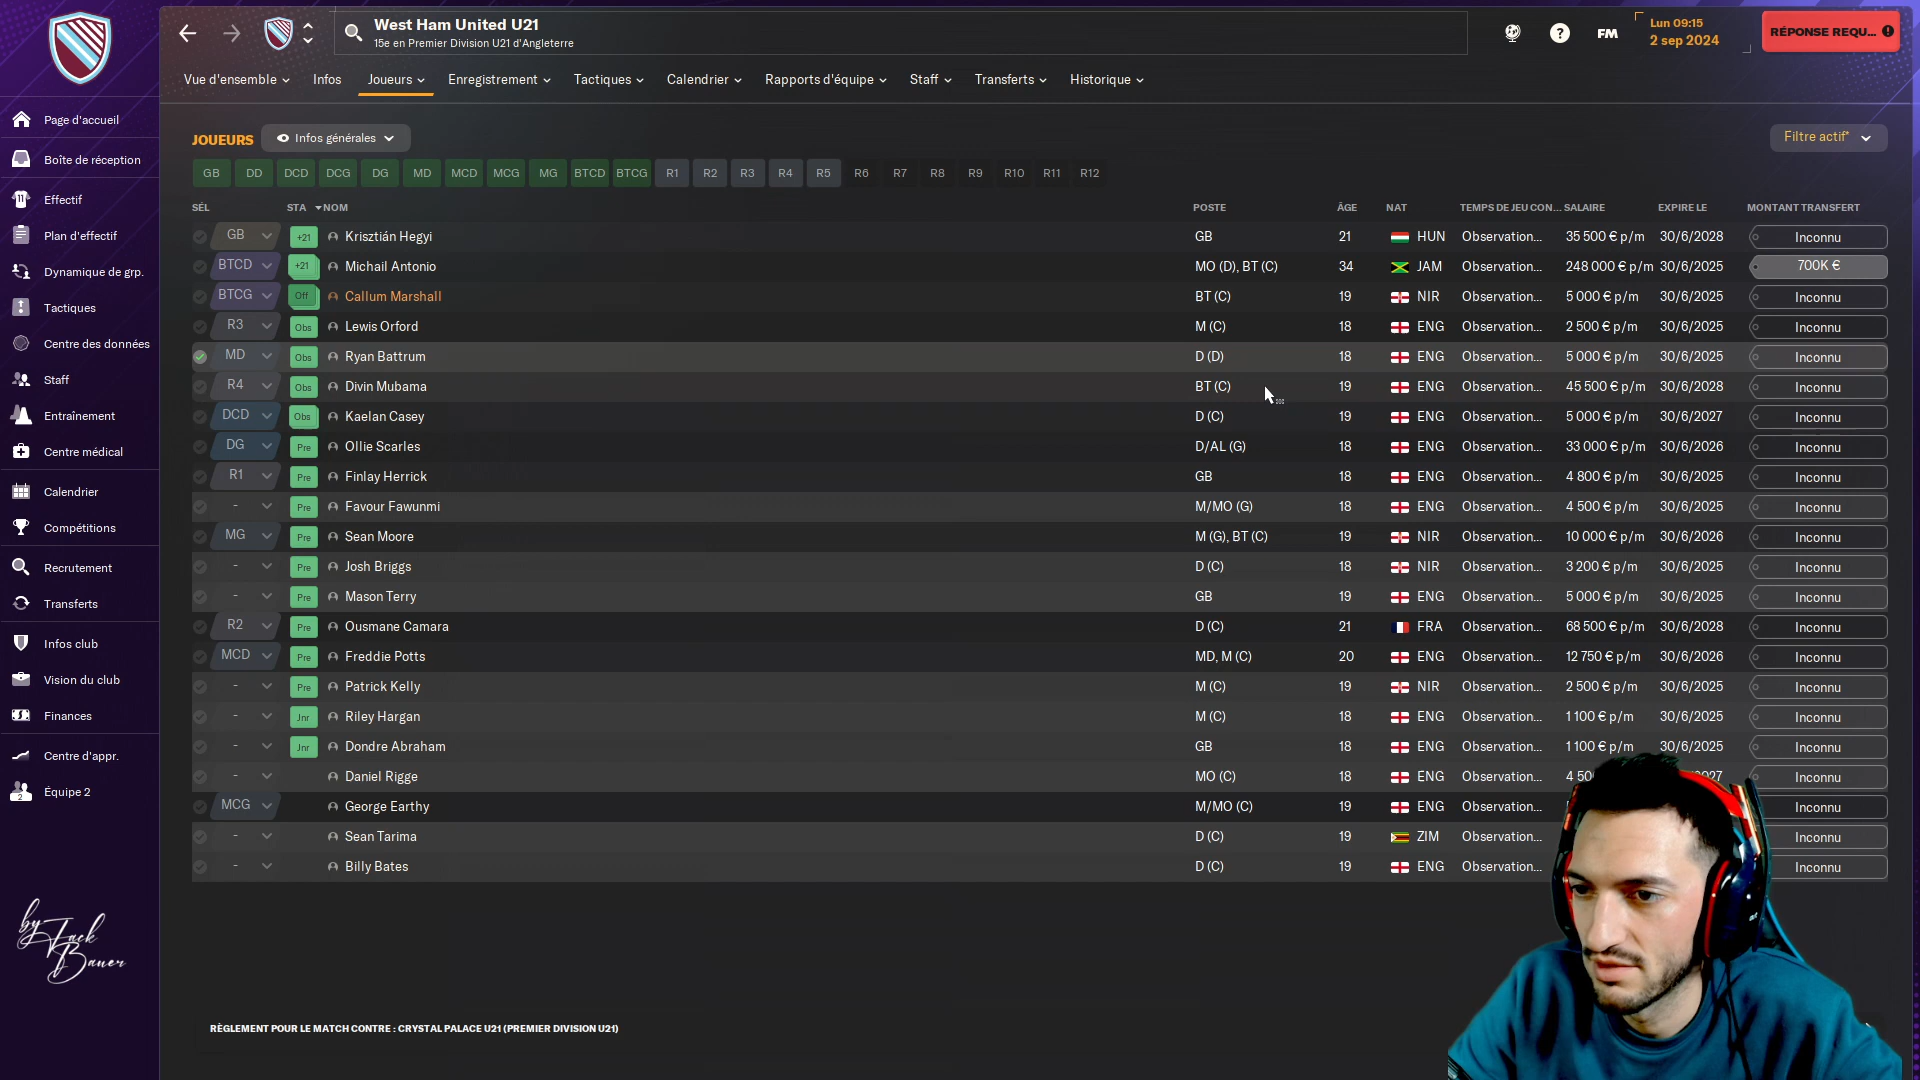 West Ham United U21
15e en Premier Division U21 d'Angleterre
FM
Lun 09:15
2 sep 2024
RÉPONSE REQU...
Vue d'ensemble
Infos
Joueurs
Enregistrement
Tactiques
Calendrier
Rapports d'équipe
Staff
Transferts
Historique
Page d'accueil
Boîte de réception
Effectif
Plan d'effectif
Dynamique de grp.
Tactiques
Centre des données
Staff
Entraînement
Centre médical
Calendrier
Compétitions
Recrutement
Transferts
Infos club
Vision du club
Finances
Centre d'appr.
Équipe 2
by Jack Bauer
JOUEURS
Infos générales
Filtre actif*
GB DD DCD DCG DG MD MCD MCG MG BTCD BTCG R1 R2 R3 R4 R5 R6 R7 R8 R9 R10 R11 R12
SÉL STA NOM POSTE ÂGE NAT TEMPS DE JEU CON... SALAIRE EXPIRE LE MONTANT TRANSFERT
GB +21 Krisztián Hegyi GB 21 HUN Observation... 35 500 € p/m 30/6/2028 Inconnu
BTCD +21 Michail Antonio MO (D), BT (C) 34 JAM Observation... 248 000 € p/m 30/6/2025 700K €
BTCG Off Callum Marshall BT (C) 19 NIR Observation... 5 000 € p/m 30/6/2025 Inconnu
R3 Obs Lewis Orford M (C) 18 ENG Observation... 2 500 € p/m 30/6/2025 Inconnu
MD Obs Ryan Battrum D (D) 18 ENG Observation... 5 000 € p/m 30/6/2025 Inconnu
R4 Obs Divin Mubama BT (C) 19 ENG Observation... 45 500 € p/m 30/6/2028 Inconnu
DCD Obs Kaelan Casey D (C) 19 ENG Observation... 5 000 € p/m 30/6/2027 Inconnu
DG Pre Ollie Scarles D/AL (G) 18 ENG Observation... 33 000 € p/m 30/6/2026 Inconnu
R1 Pre Finlay Herrick GB 18 ENG Observation... 4 800 € p/m 30/6/2025 Inconnu
- Pre Favour Fawunmi M/MO (G) 18 ENG Observation... 4 500 € p/m 30/6/2025 Inconnu
MG Pre Sean Moore M (G), BT (C) 19 NIR Observation... 10 000 € p/m 30/6/2026 Inconnu
- Pre Josh Briggs D (C) 18 NIR Observation... 3 200 € p/m 30/6/2025 Inconnu
- Pre Mason Terry GB 19 ENG Observation... 5 000 € p/m 30/6/2025 Inconnu
R2 Pre Ousmane Camara D (C) 21 FRA Observation... 68 500 € p/m 30/6/2028 Inconnu
MCD Pre Freddie Potts MD, M (C) 20 ENG Observation... 12 750 € p/m 30/6/2026 Inconnu
- Pre Patrick Kelly M (C) 19 NIR Observation... 2 500 € p/m 30/6/2025 Inconnu
- Jnr Riley Hargan M (C) 18 ENG Observation... 1 100 € p/m 30/6/2025 Inconnu
- Jnr Dondre Abraham GB 18 ENG Observation... 1 100 € p/m 30/6/2025 Inconnu
- Daniel Rigge MO (C) 18 ENG Observation... 4 50 027 Inconnu
MCG George Earthy M/MO (C) 19 ENG Observation... Inconnu
- Sean Tarima D (C) 19 ZIM Observation... Inconnu
- Billy Bates D (C) 19 ENG Observation... Inconnu
RÈGLEMENT POUR LE MATCH CONTRE : CRYSTAL PALACE U21 (PREMIER DIVISION U21)